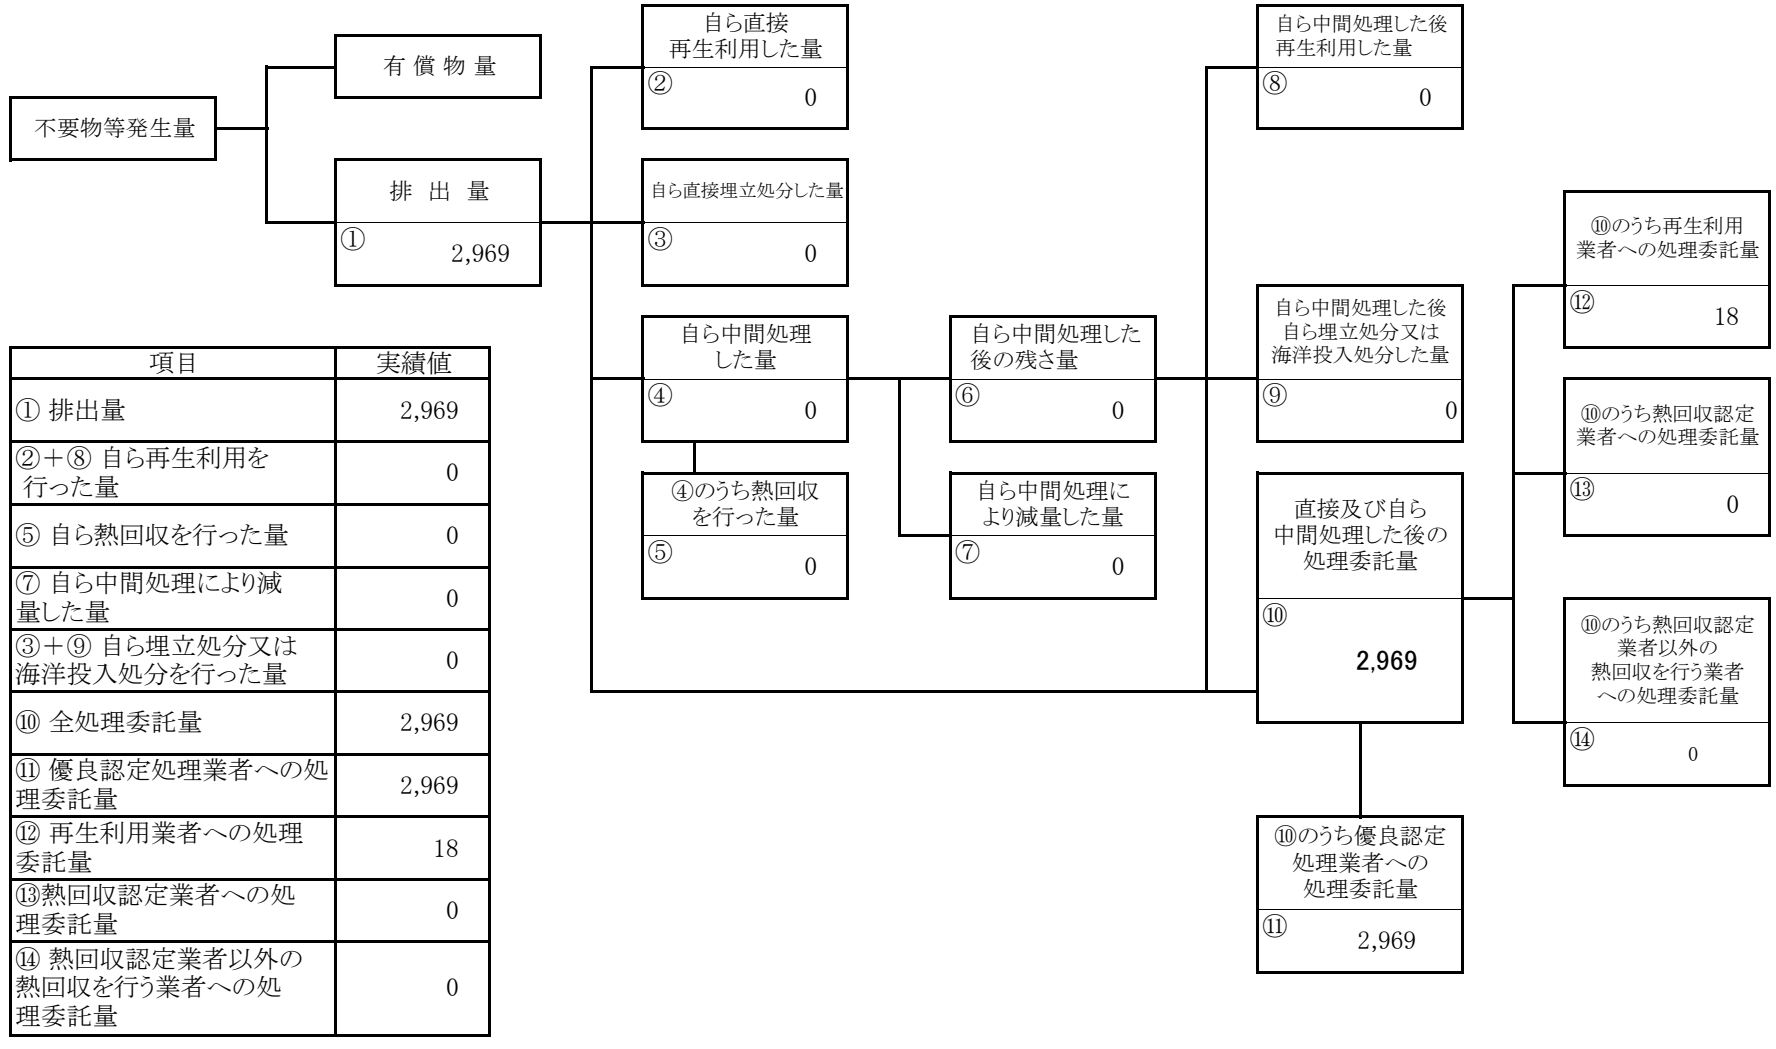 不要物等発生量
有 償 物 量
排 出 量
①
2,969
自ら直接
再生利用した量
②
0
自ら直接埋立処分した量
③
0
自ら中間処理
した量
④
0
④のうち熱回収
を行った量
⑤
0
自ら中間処理した
後の残さ量
⑥
0
自ら中間処理に
より減量した量
⑦
0
自ら中間処理した後
再生利用した量
⑧
0
自ら中間処理した後
自ら埋立処分又は
海洋投入処分した量
⑨
0
直接及び自ら
中間処理した後の
処理委託量
⑩
2,969
⑩のうち優良認定
処理業者への
処理委託量
⑪
2,969
⑩のうち再生利用
業者への処理委託量
⑫
18
⑩のうち熱回収認定
業者への処理委託量
⑬
0
⑩のうち熱回収認定
業者以外の
熱回収を行う業者
への処理委託量
⑭
0
項目 実績値
① 排出量 2,969
②＋⑧ 自ら再生利用を
行った量 0
⑤ 自ら熱回収を行った量 0
⑦ 自ら中間処理により減
量した量 0
③＋⑨ 自ら埋立処分又は
海洋投入処分を行った量 0
⑩ 全処理委託量 2,969
⑪ 優良認定処理業者への処
理委託量 2,969
⑫ 再生利用業者への処理
委託量 18
⑬熱回収認定業者への処
理委託量 0
⑭ 熱回収認定業者以外の
熱回収を行う業者への処
理委託量 0